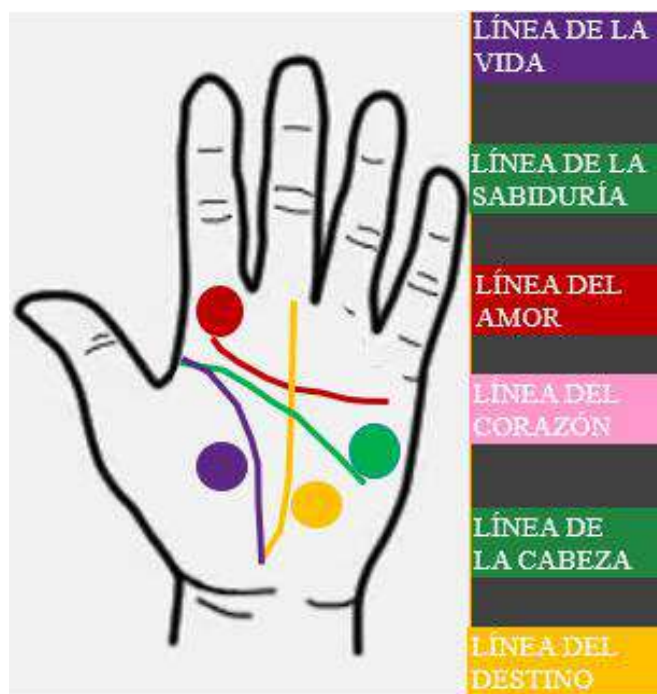 LÍNEA DE LA
VIDA
LÍNEA DE LA
SABIDURÍA
LÍNEA DEL
AMOR
LÍNEA DEL
CORAZÓN
LÍNEA DE
LA CABEZA
LÍNEA DEL
DESTINO